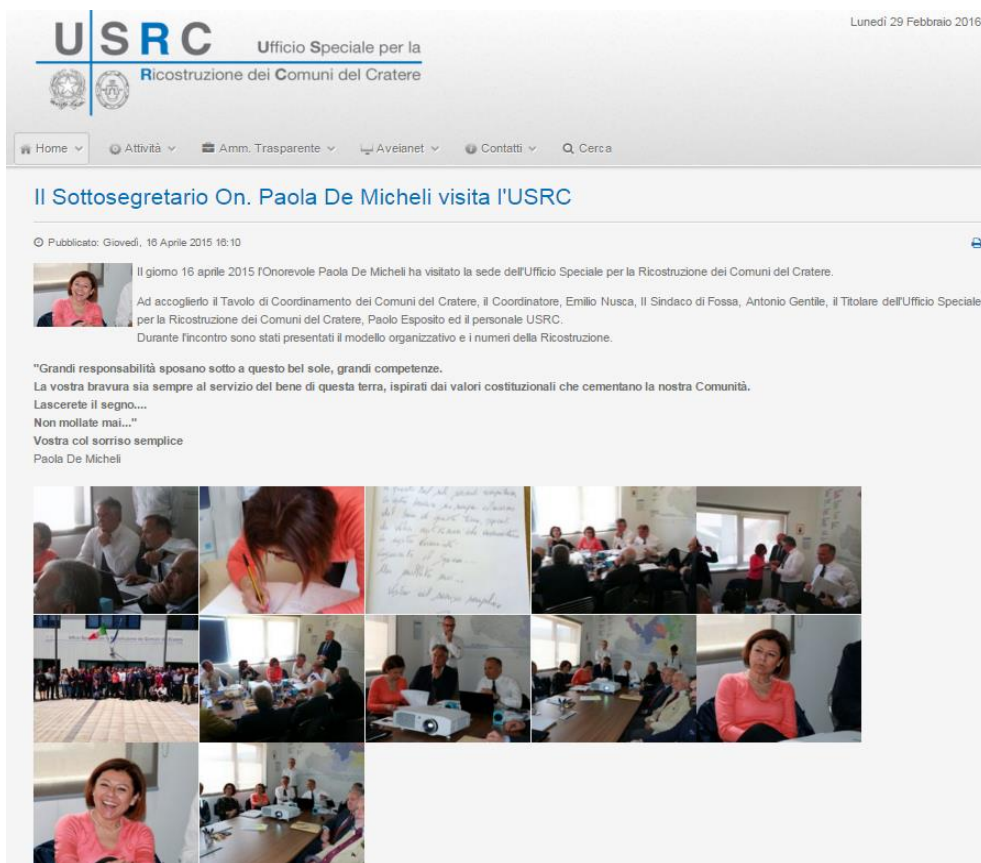 Lunedí 29 Febbraio 2016
USRC
Ufficio Speciale per la
Ricostruzione dei Comuni del Cratere
Home
Attività
Amm. Trasparente
Aveianet
Contatti
Cerca
Il Sottosegretario On. Paola De Micheli visita l'USRC
Pubblicato: Giovedì, 16 Aprile 2015 16:10
Il giorno 16 aprile 2015 l'Onorevole Paola De Micheli ha visitato la sede dell'Ufficio Speciale per la Ricostruzione dei Comuni del Cratere.
Ad accoglierlo il Tavolo di Coordinamento dei Comuni del Cratere, il Coordinatore, Emilio Nusca, Il Sindaco di Fossa, Antonio Gentile, il Titolare dell'Ufficio Speciale
per la Ricostruzione dei Comuni del Cratere, Paolo Esposito ed il personale USRC.
Durante l'incontro sono stati presentati il modello organizzativo e i numeri della Ricostruzione.
"Grandi responsabilità sposano sotto a questo bel sole, grandi competenze.
La vostra bravura sia sempre al servizio del bene di questa terra, ispirati dai valori costituzionali che cementano la nostra Comunità.
Lascerete il segno....
Non mollate mai..."
Vostra col sorriso semplice
Paola De Micheli